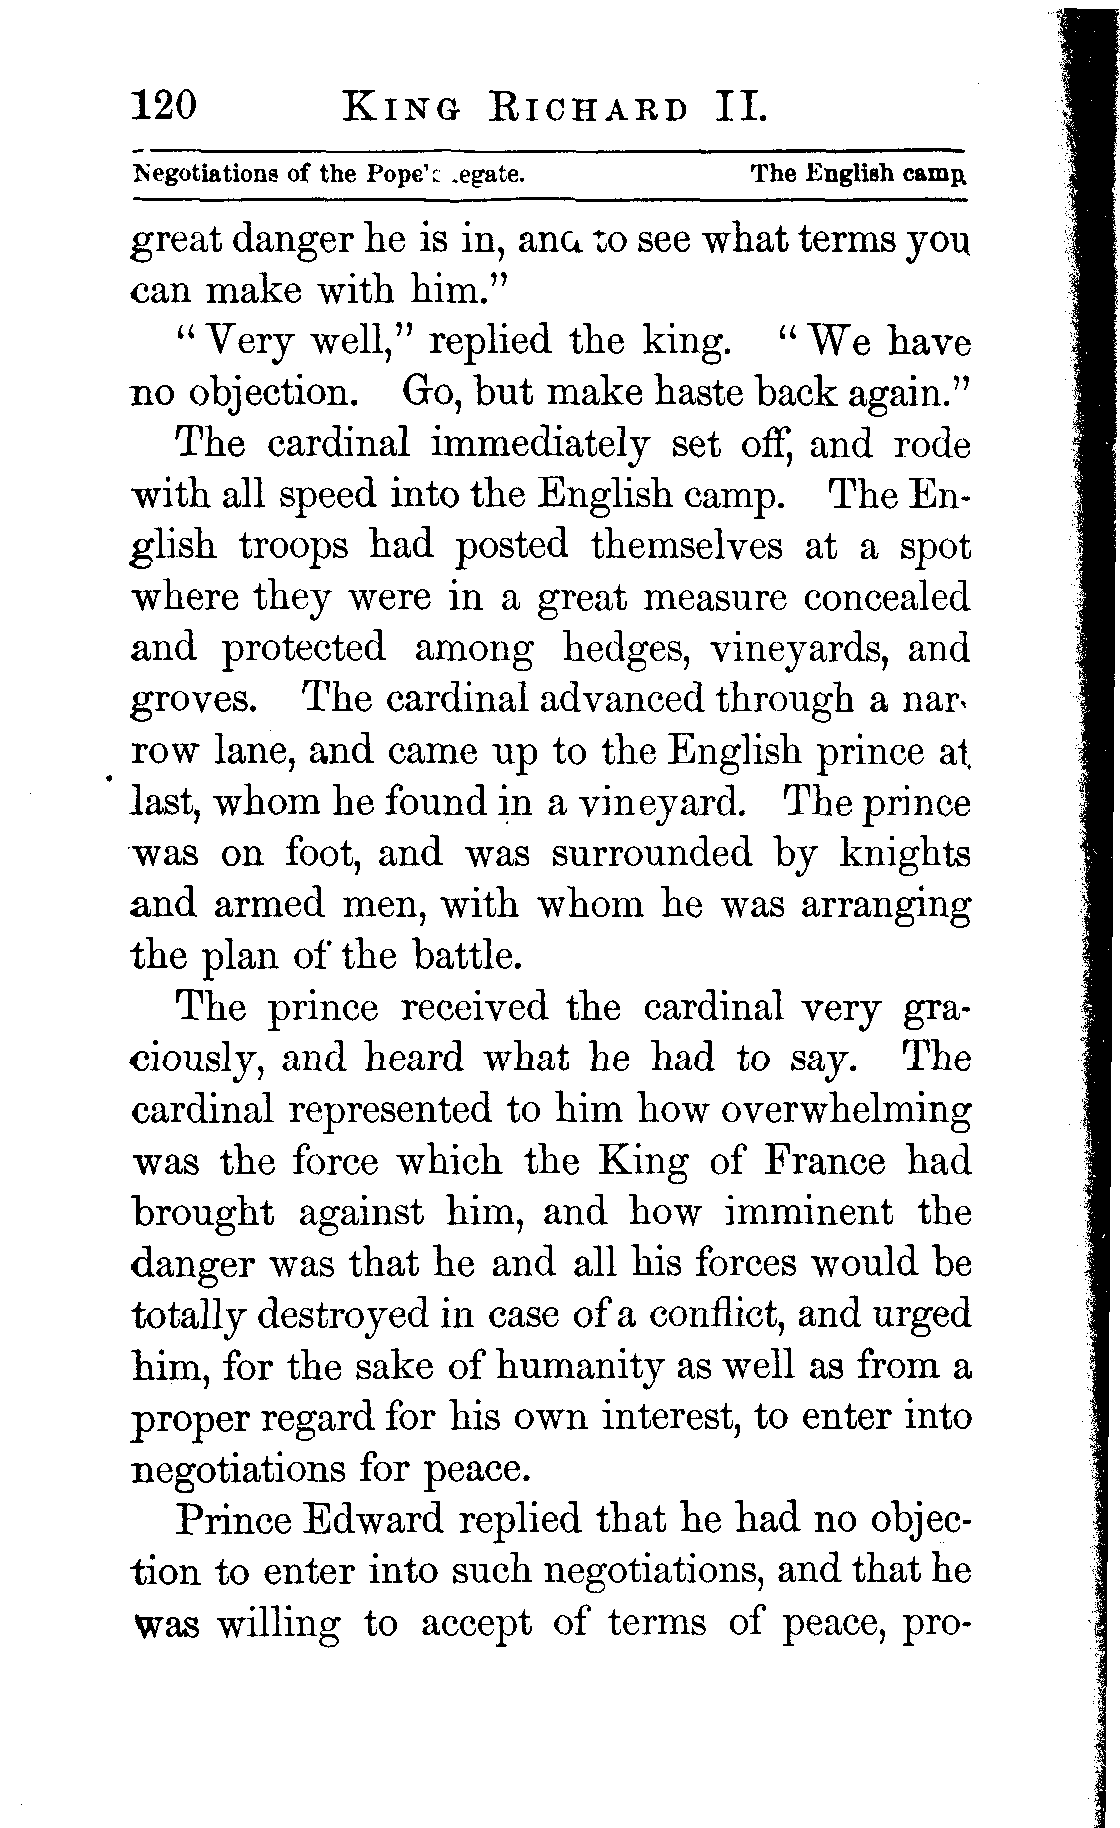 120 KING RICHARD II.
Negotiations of the Pope's legate. The English camp.
great danger he is in, and to see what terms you
can make with him."
"Very well," replied the king. "We have
no objection. Go, but make haste back again."
The cardinal immediately set off, and rode
with all speed into the English camp. The En-
glish troops had posted themselves at a spot
where they were in a great measure concealed
and protected among hedges, vineyards, and
groves. The cardinal advanced through a nar-
row lane, and came up to the English prince at
last, whom he found in a vineyard. The prince
was on foot, and was surrounded by knights
and armed men, with whom he was arranging
the plan of the battle.
The prince received the cardinal very gra-
ciously, and heard what he had to say. The
cardinal represented to him how overwhelming
was the force which the King of France had
brought against him, and how imminent the
danger was that he and all his forces would be
totally destroyed in case of a conflict, and urged
him, for the sake of humanity as well as from a
proper regard for his own interest, to enter into
negotiations for peace.
Prince Edward replied that he had no objec-
tion to enter into such negotiations, and that he
was willing to accept of terms of peace, pro-